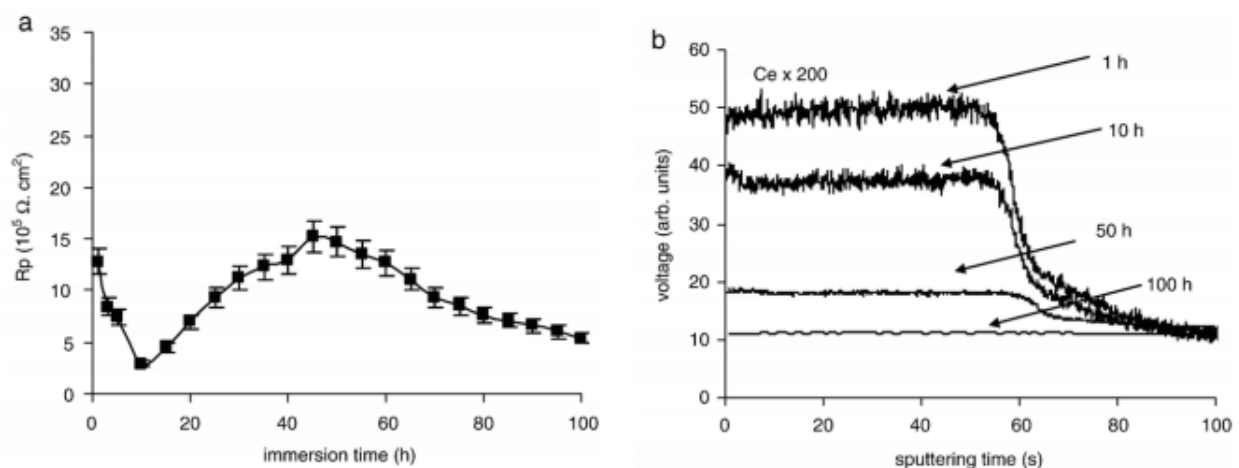 a
35
30
25
20
15
10
5
0
Rp (10⁵ Ω. cm²)
0 20 40 60 80 100
immersion time (h)
b
60
50
40
30
20
10
0
voltage (arb. units)
Ce x 200
1 h
10 h
50 h
100 h
0 20 40 60 80 100
sputtering time (s)